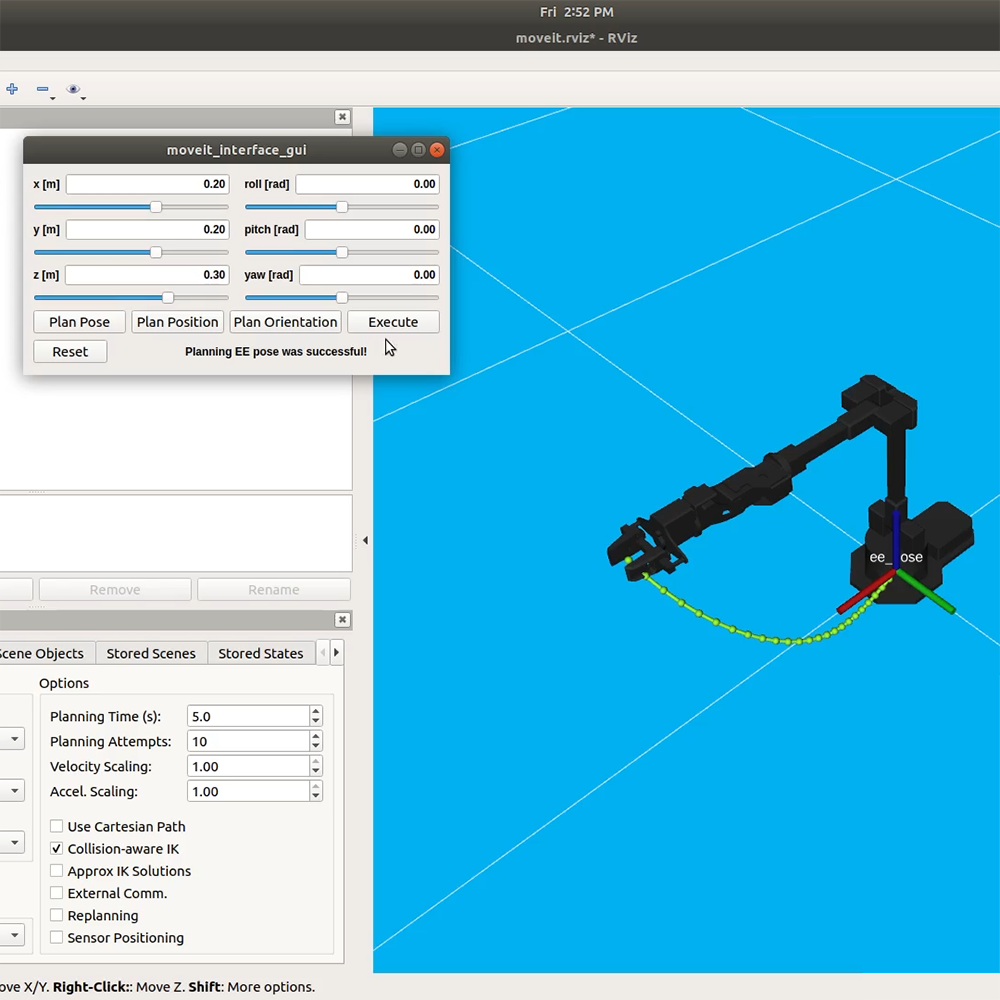 Fri 2:52 PM
moveit.rviz* - RViz
moveit_interface_gui
x [m] 0.20 roll [rad] 0.00
y [m] 0.20 pitch [rad] 0.00
z [m] 0.30 yaw [rad] 0.00
Plan Pose Plan Position Plan Orientation Execute
Reset Planning EE pose was successful!
ee_ ose
Remove Rename
cene Objects Stored Scenes Stored States
Options
Planning Time (s): 5.0
Planning Attempts: 10
Velocity Scaling: 1.00
Accel. Scaling: 1.00
Use Cartesian Path
Collision-aware IK
Approx IK Solutions
External Comm.
Replanning
Sensor Positioning
ove X/Y. Right-Click:: Move Z. Shift: More options.